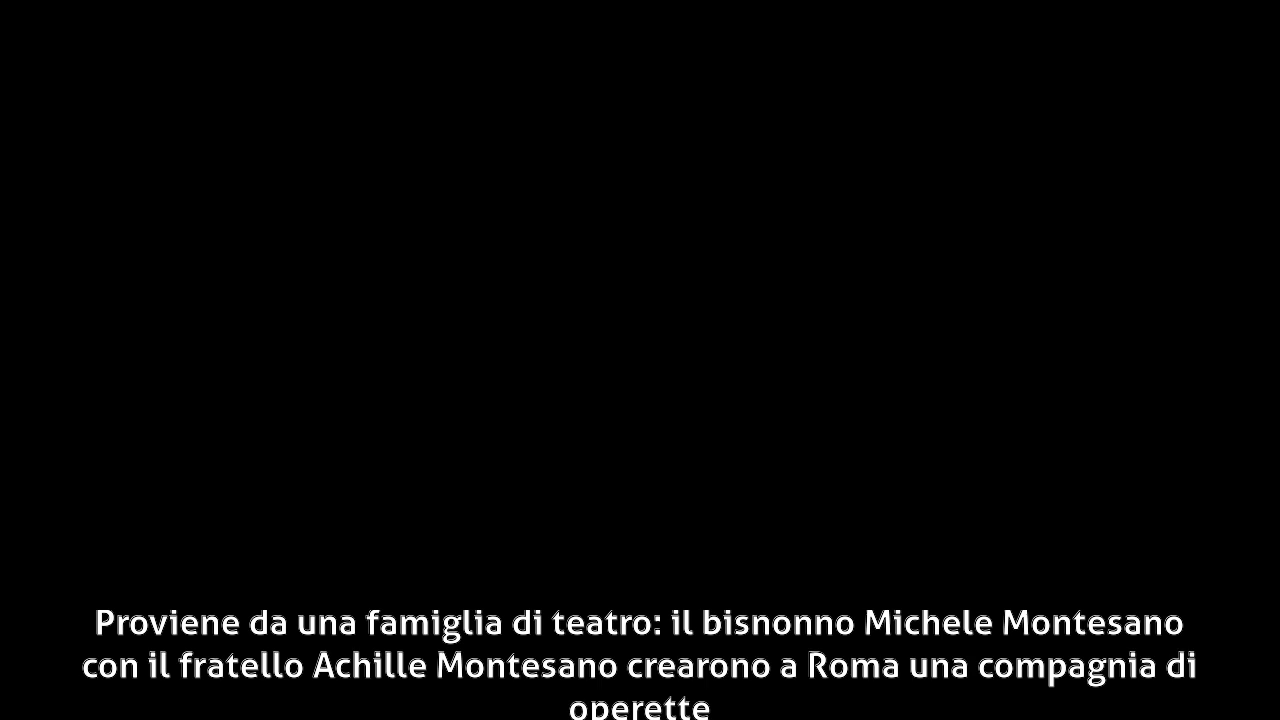 Proviene da una famiglia di teatro: il bisnonno Michele Montesano
con il fratello Achille Montesano crearono a Roma una compagnia di
operette